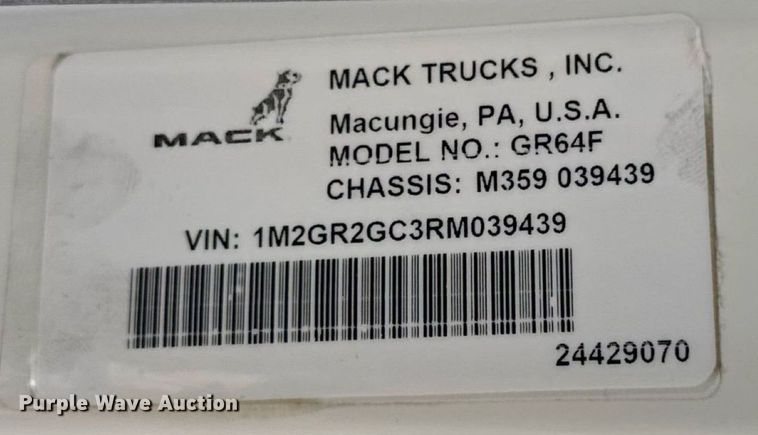 MACK TRUCKS , INC.
MACK
Macungie, PA, U.S.A.
MODEL NO.: GR64F
CHASSIS: M359 039439
VIN: 1M2GR2GC3RM039439
24429070
Purple Wave Auction